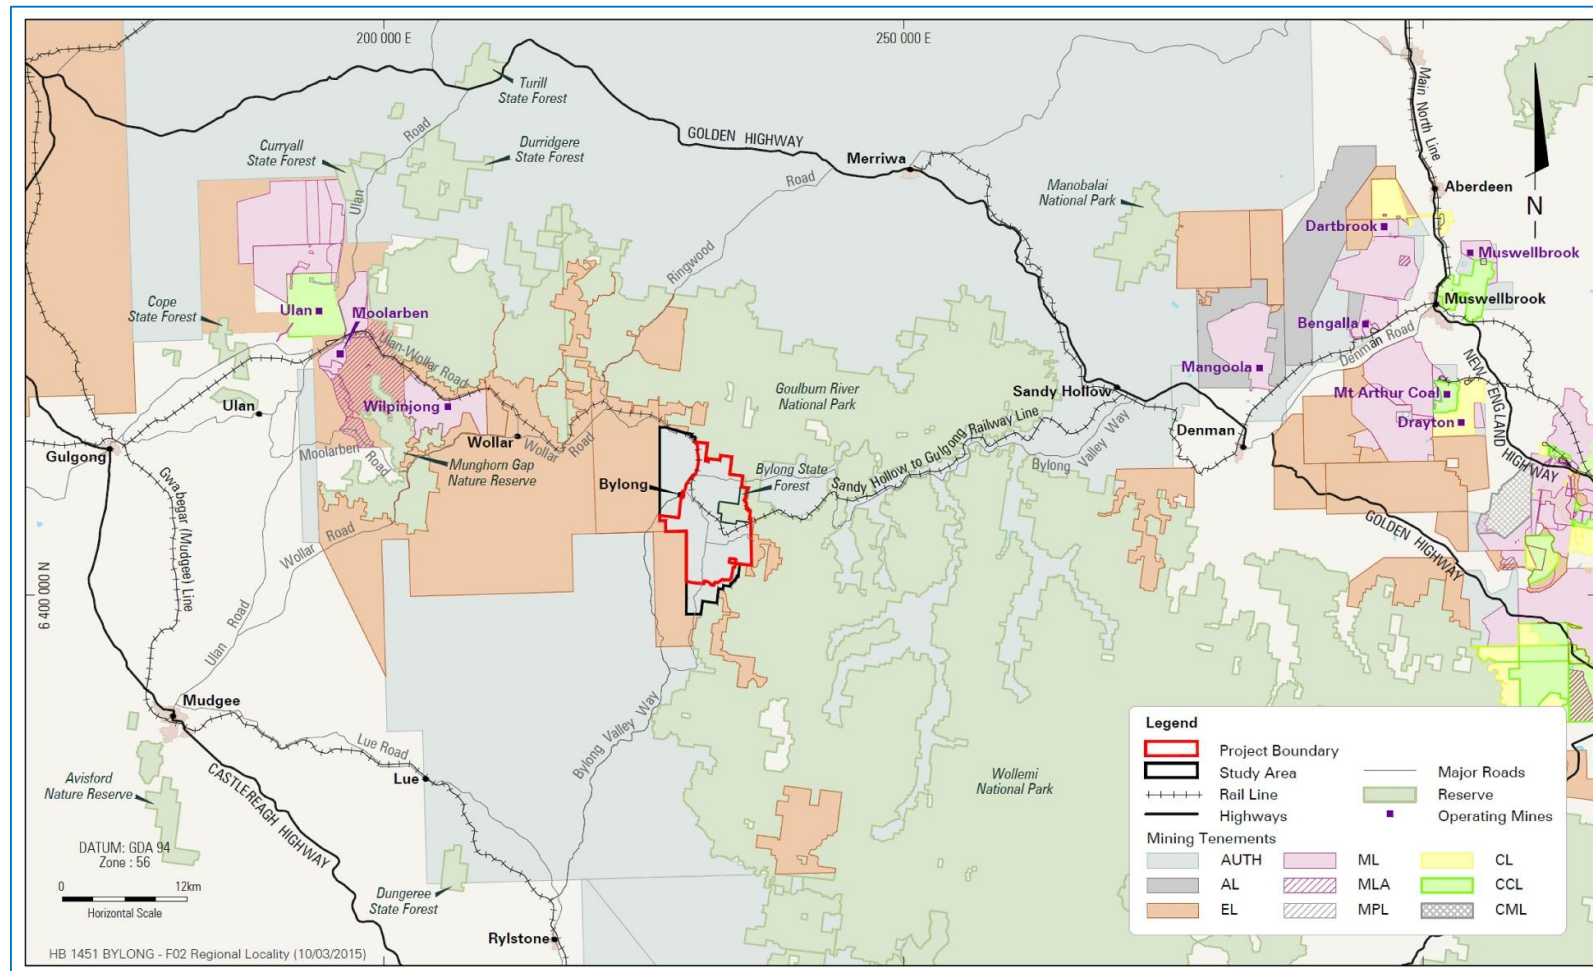 200 000 E
250 000 E
Turill
State Forest
Main North Line
Road
GOLDEN HIGHWAY
Curryall
State Forest
Durridgere
State Forest
Merriwa
Road
Manobalai
National Park
Aberdeen
N
Ulan
Dartbrook
Muswellbrook
Ringwood
Cope
State Forest
Ulan
Moolarben
Muswellbrook
Bengalla
Denman Road
Ulan-Wollar Road
Mangoola
NEW ENGLAND HIGHWAY
Goulburn River
National Park
Sandy Hollow
Mt Arthur Coal
Ulan
Wilpinjong
Drayton
Wollar
Wollar Road
Denman
Gulgong
Moolarben Road
Munghorn Gap
Nature Reserve
Bylong Valley Way
Bylong State
Forest
Sandy Hollow to Gulgong Railway Line
Bylong
Gwabegar (Mudgee) Line
Wollar Road
GOLDEN HIGHWAY
6 400 000 N
Ulan Road
Mudgee
Bylong Valley Way
Lue Road
Lue
Avisford
Nature Reserve
CASTLEREAGH HIGHWAY
Wollemi
National Park
DATUM: GDA 94
Zone : 56
0 12km
Horizontal Scale
Dungeree
State Forest
Rylstone
HB 1451 BYLONG - F02 Regional Locality (10/03/2015)
Legend
Project Boundary
Study Area
Major Roads
Rail Line
Reserve
Highways
Operating Mines
Mining Tenements
AUTH
ML
CL
AL
MLA
CCL
EL
MPL
CML